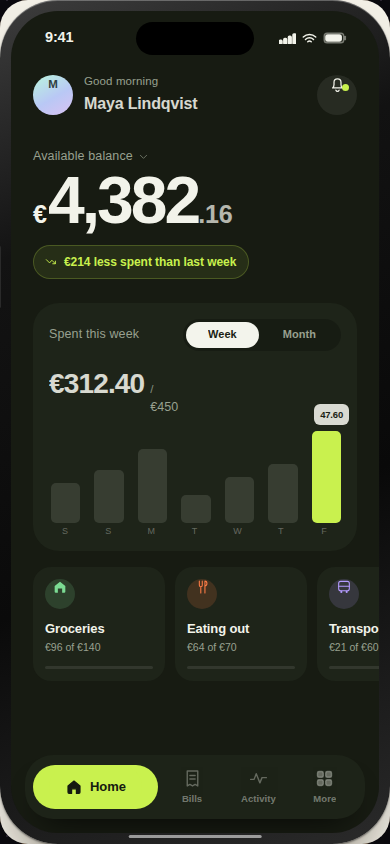 9:41
M
Good morning
Maya Lindqvist
Available balance
€4,382.16
€214 less spent than last week
Spent this week
Week
Month
€312.40 /
€450
47.60
S S M T W T F
Groceries
€96 of €140
Eating out
€64 of €70
Transpo
€21 of €60
Home
Bills
Activity
More